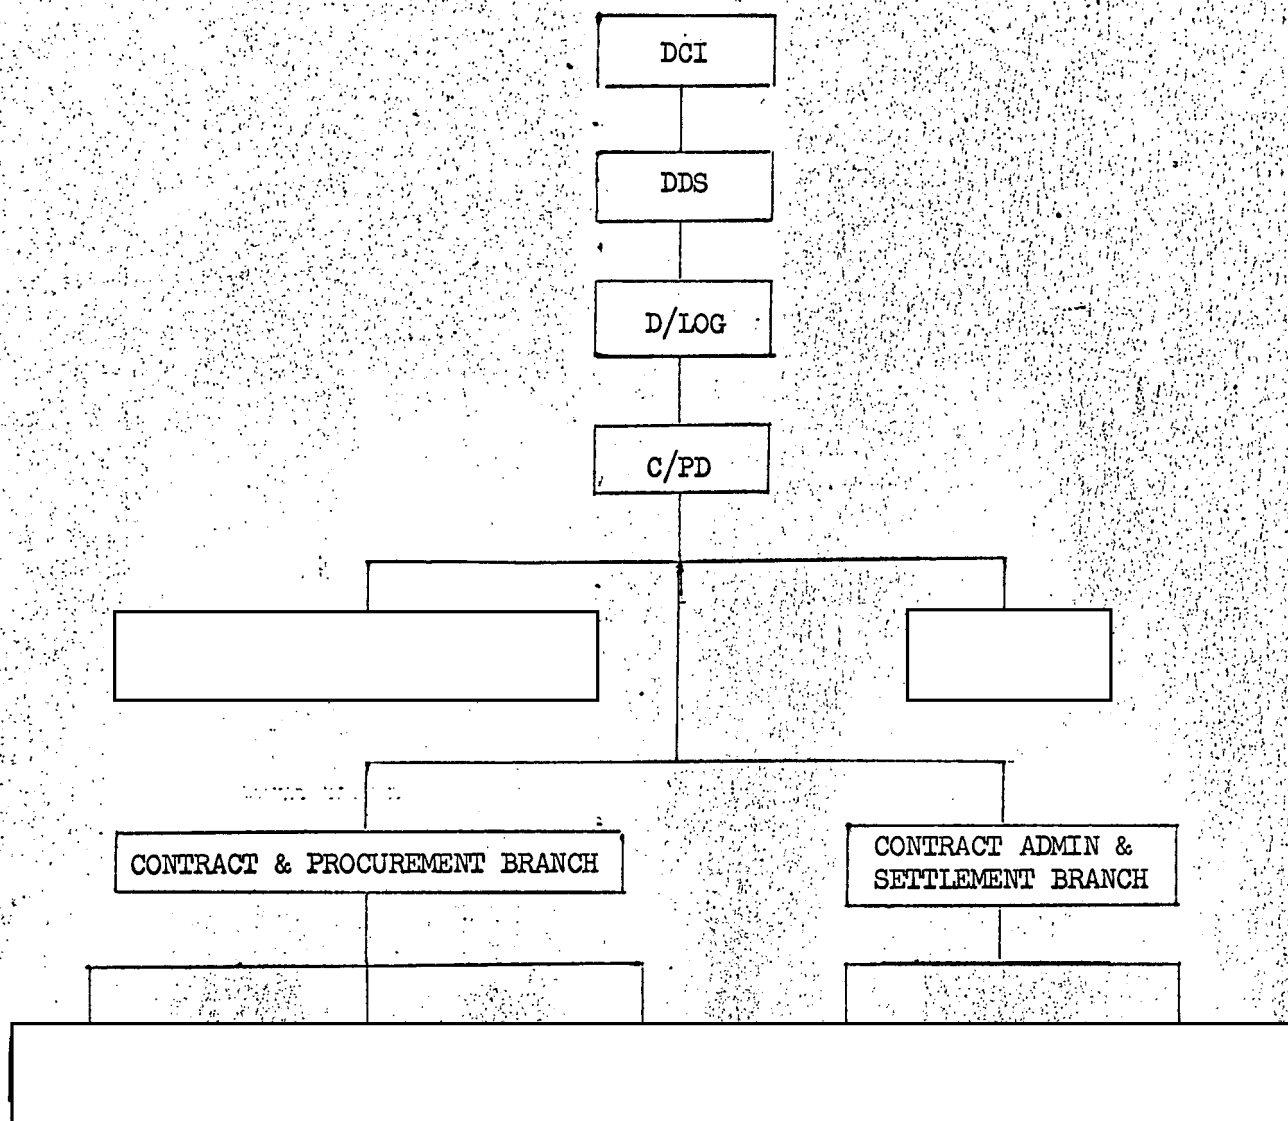 DCI
DDS
D/LOG
C/PD
CONTRACT & PROCUREMENT BRANCH
CONTRACT ADMIN &
SETTLEMENT BRANCH